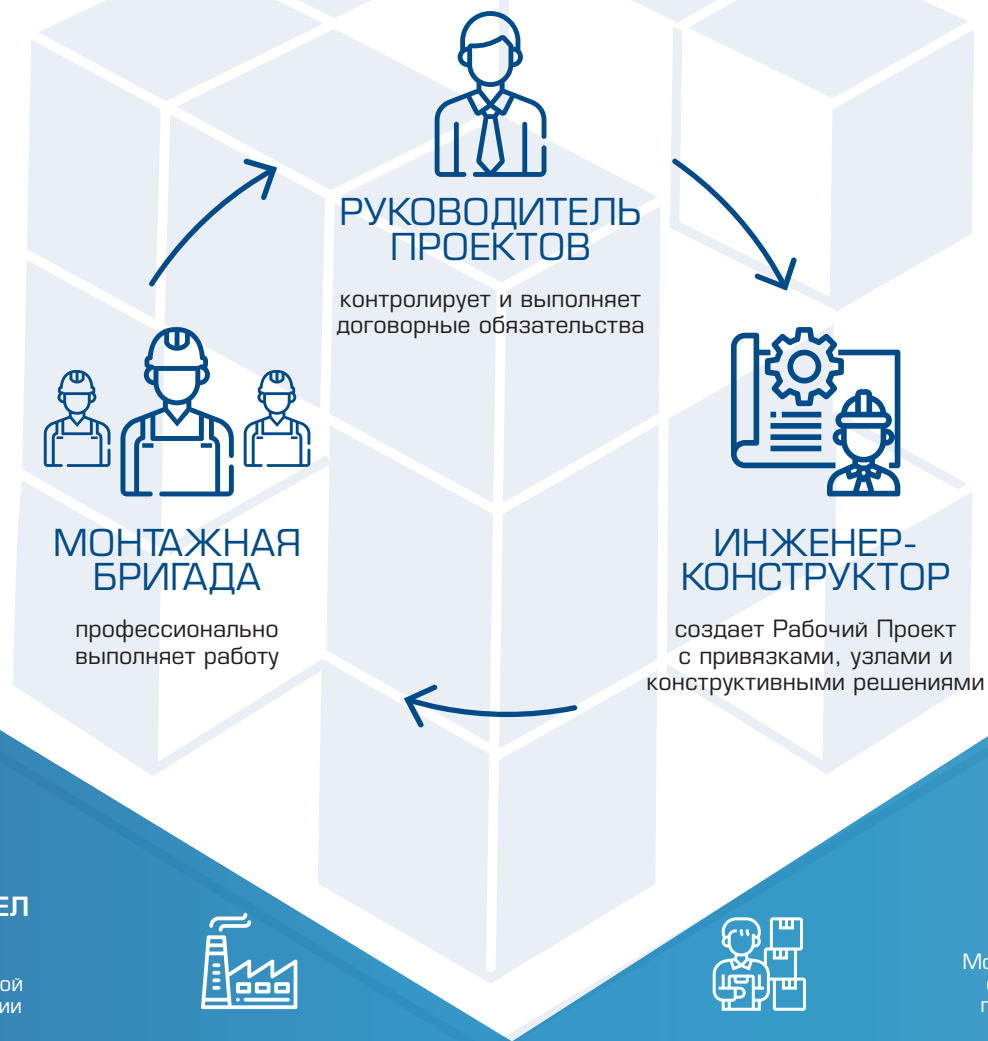 РУКОВОДИТЕЛЬ
ПРОЕКТОВ
контролирует и выполняет
договорные обязательства
МОНТАЖНАЯ
БРИГАДА
профессионально
выполняет работу
ИНЖЕНЕР-
КОНСТРУКТОР
создает Рабочий Проект
с привязками, узлами и
конструктивными решениями